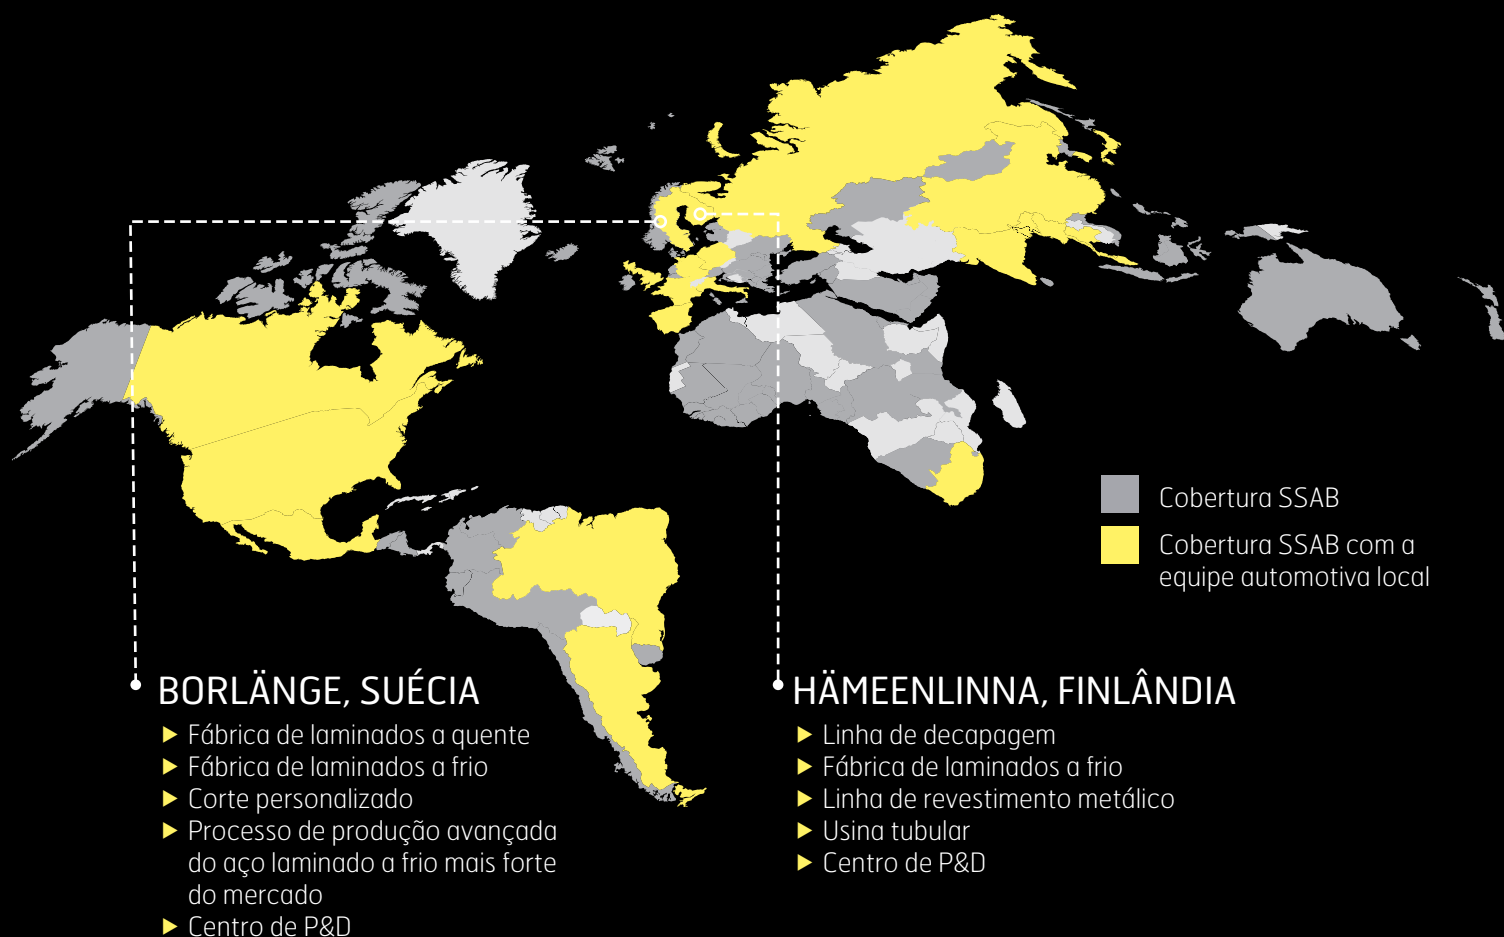 Cobertura SSAB
Cobertura SSAB com a
equipe automotiva local
BORLÄNGE, SUÉCIA
Fábrica de laminados a quente
Fábrica de laminados a frio
Corte personalizado
Processo de produção avançada
do aço laminado a frio mais forte
do mercado
Centro de P&D
HÄMEENLINNA, FINLÂNDIA
Linha de decapagem
Fábrica de laminados a frio
Linha de revestimento metálico
Usina tubular
Centro de P&D